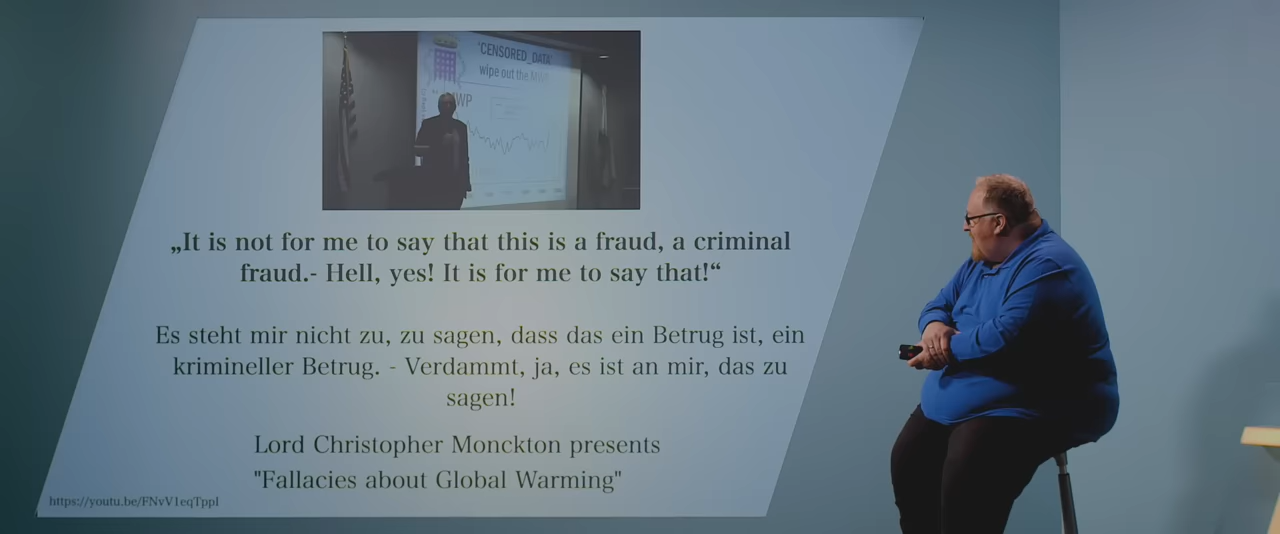 'CENSORED_DATA'
wipe out the MWP
MWP
„It is not for me to say that this is a fraud, a criminal
fraud.- Hell, yes! It is for me to say that!“
Es steht mir nicht zu, zu sagen, dass das ein Betrug ist, ein
krimineller Betrug. - Verdammt, ja, es ist an mir, das zu
sagen!
Lord Christopher Monckton presents
"Fallacies about Global Warming"
https://youtu.be/FNvV1eqTppI